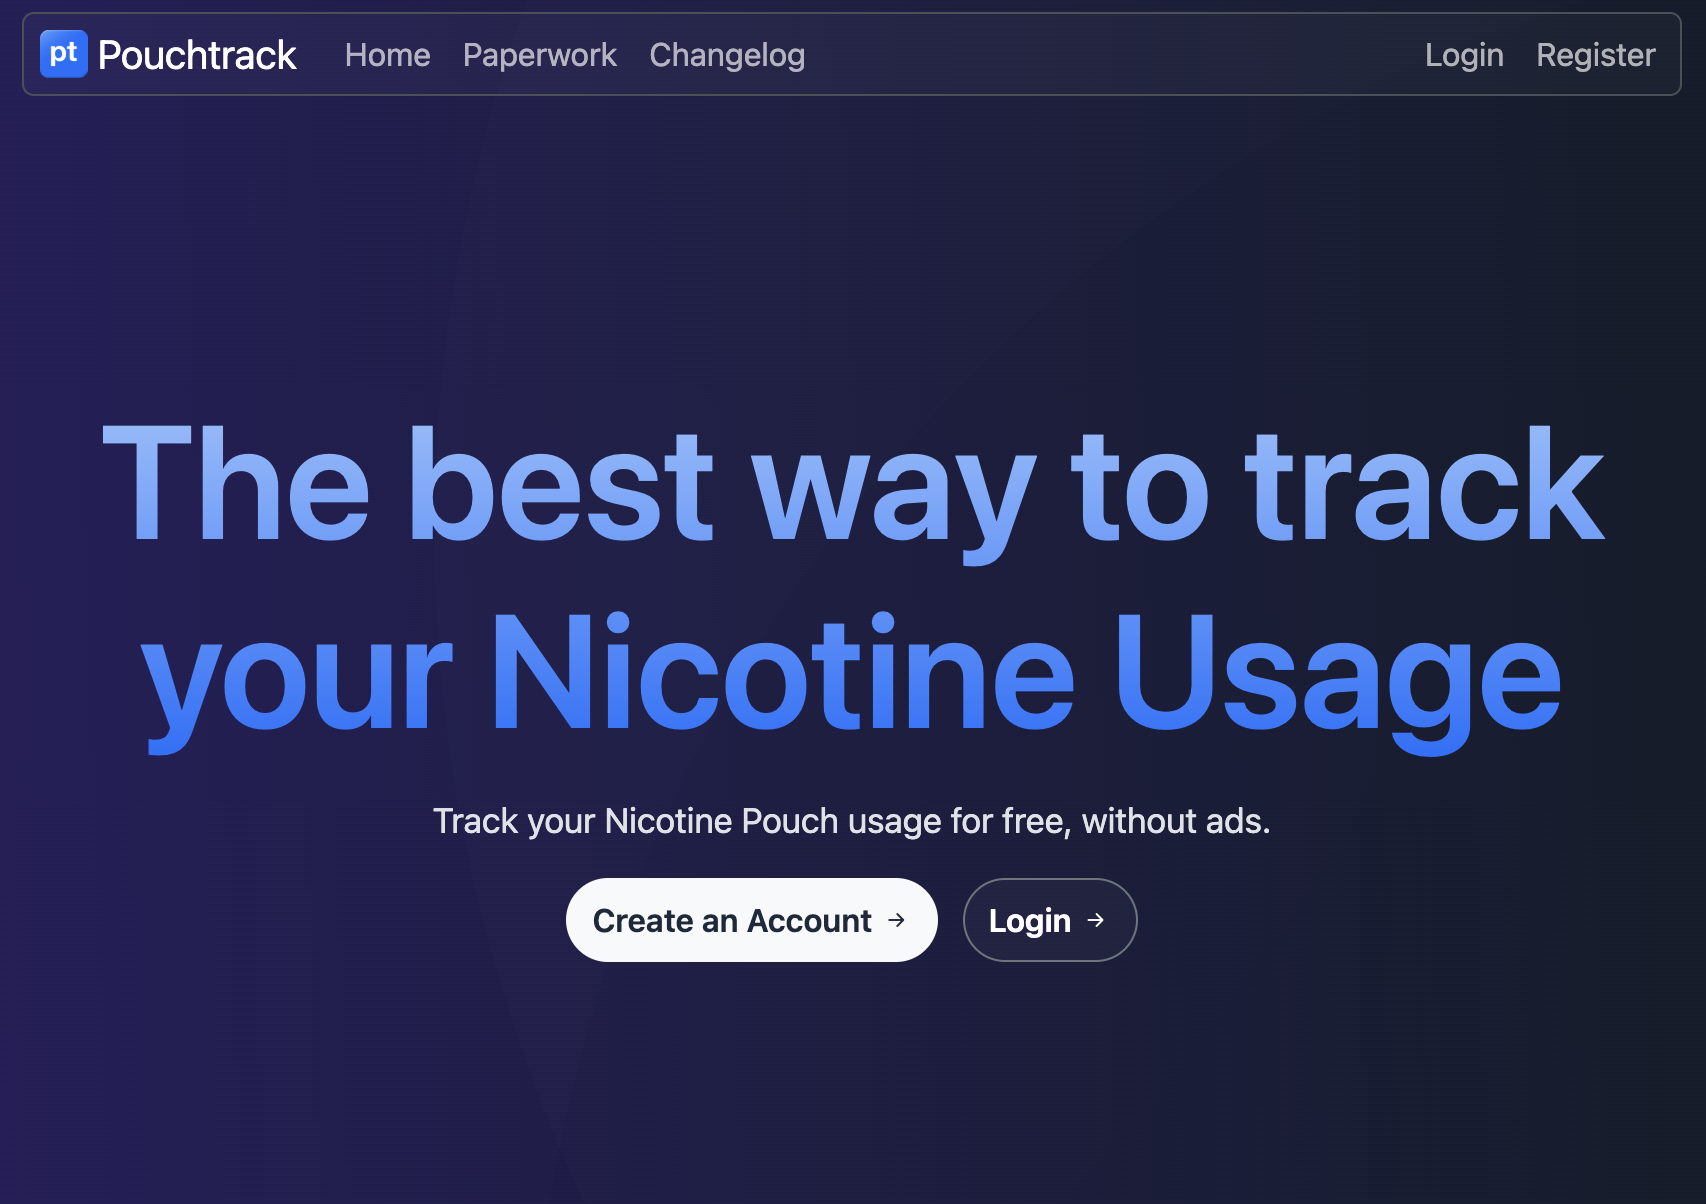 pt Pouchtrack Home Paperwork Changelog Login Register
The best way to track
your Nicotine Usage
Track your Nicotine Pouch usage for free, without ads.
Create an Account → Login →